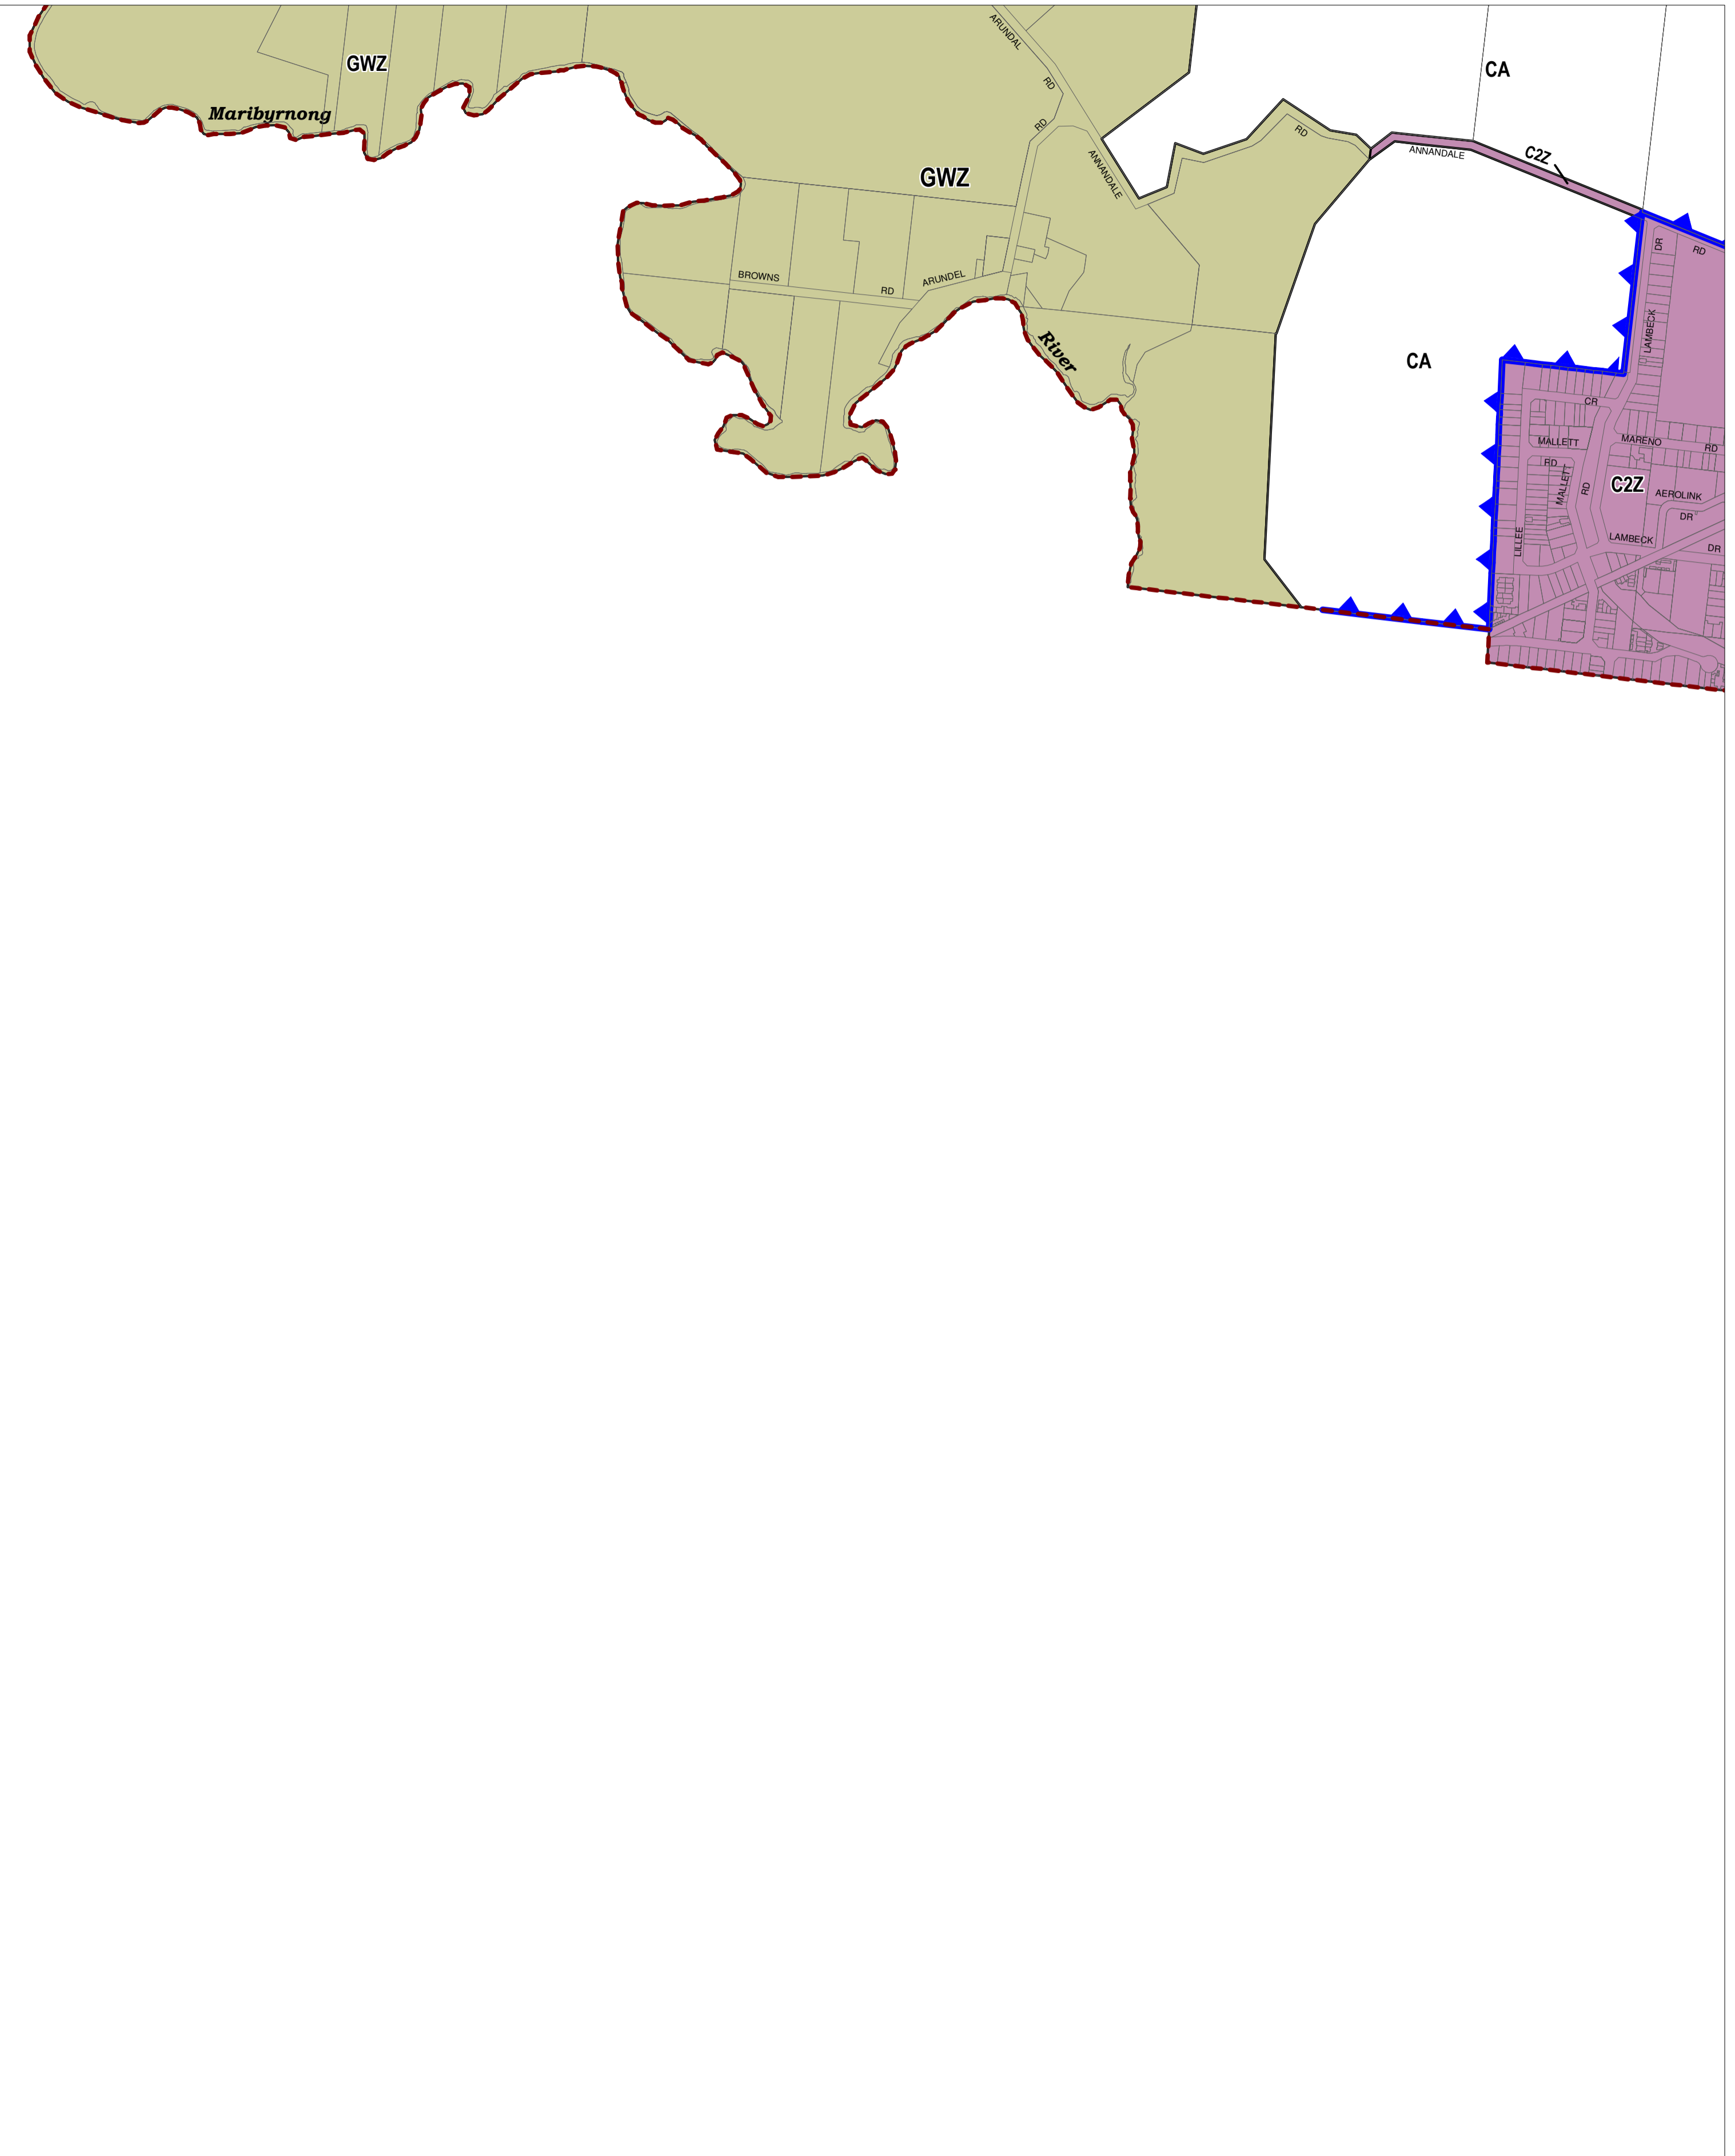 ARUNDAL
GWZ
CA
RD
Maribyrnong
RD
RD
ANNANDALE
C2Z
ANNANDALE
GWZ
DR
RD
BROWNS
ARUNDEL
RD
LAMBECK
River
CA
CR
MALLETT
MARENO
RD
RD
MALLETT
RD
C2Z
AEROLINK
DR
LILLEE
LAMBECK
DR